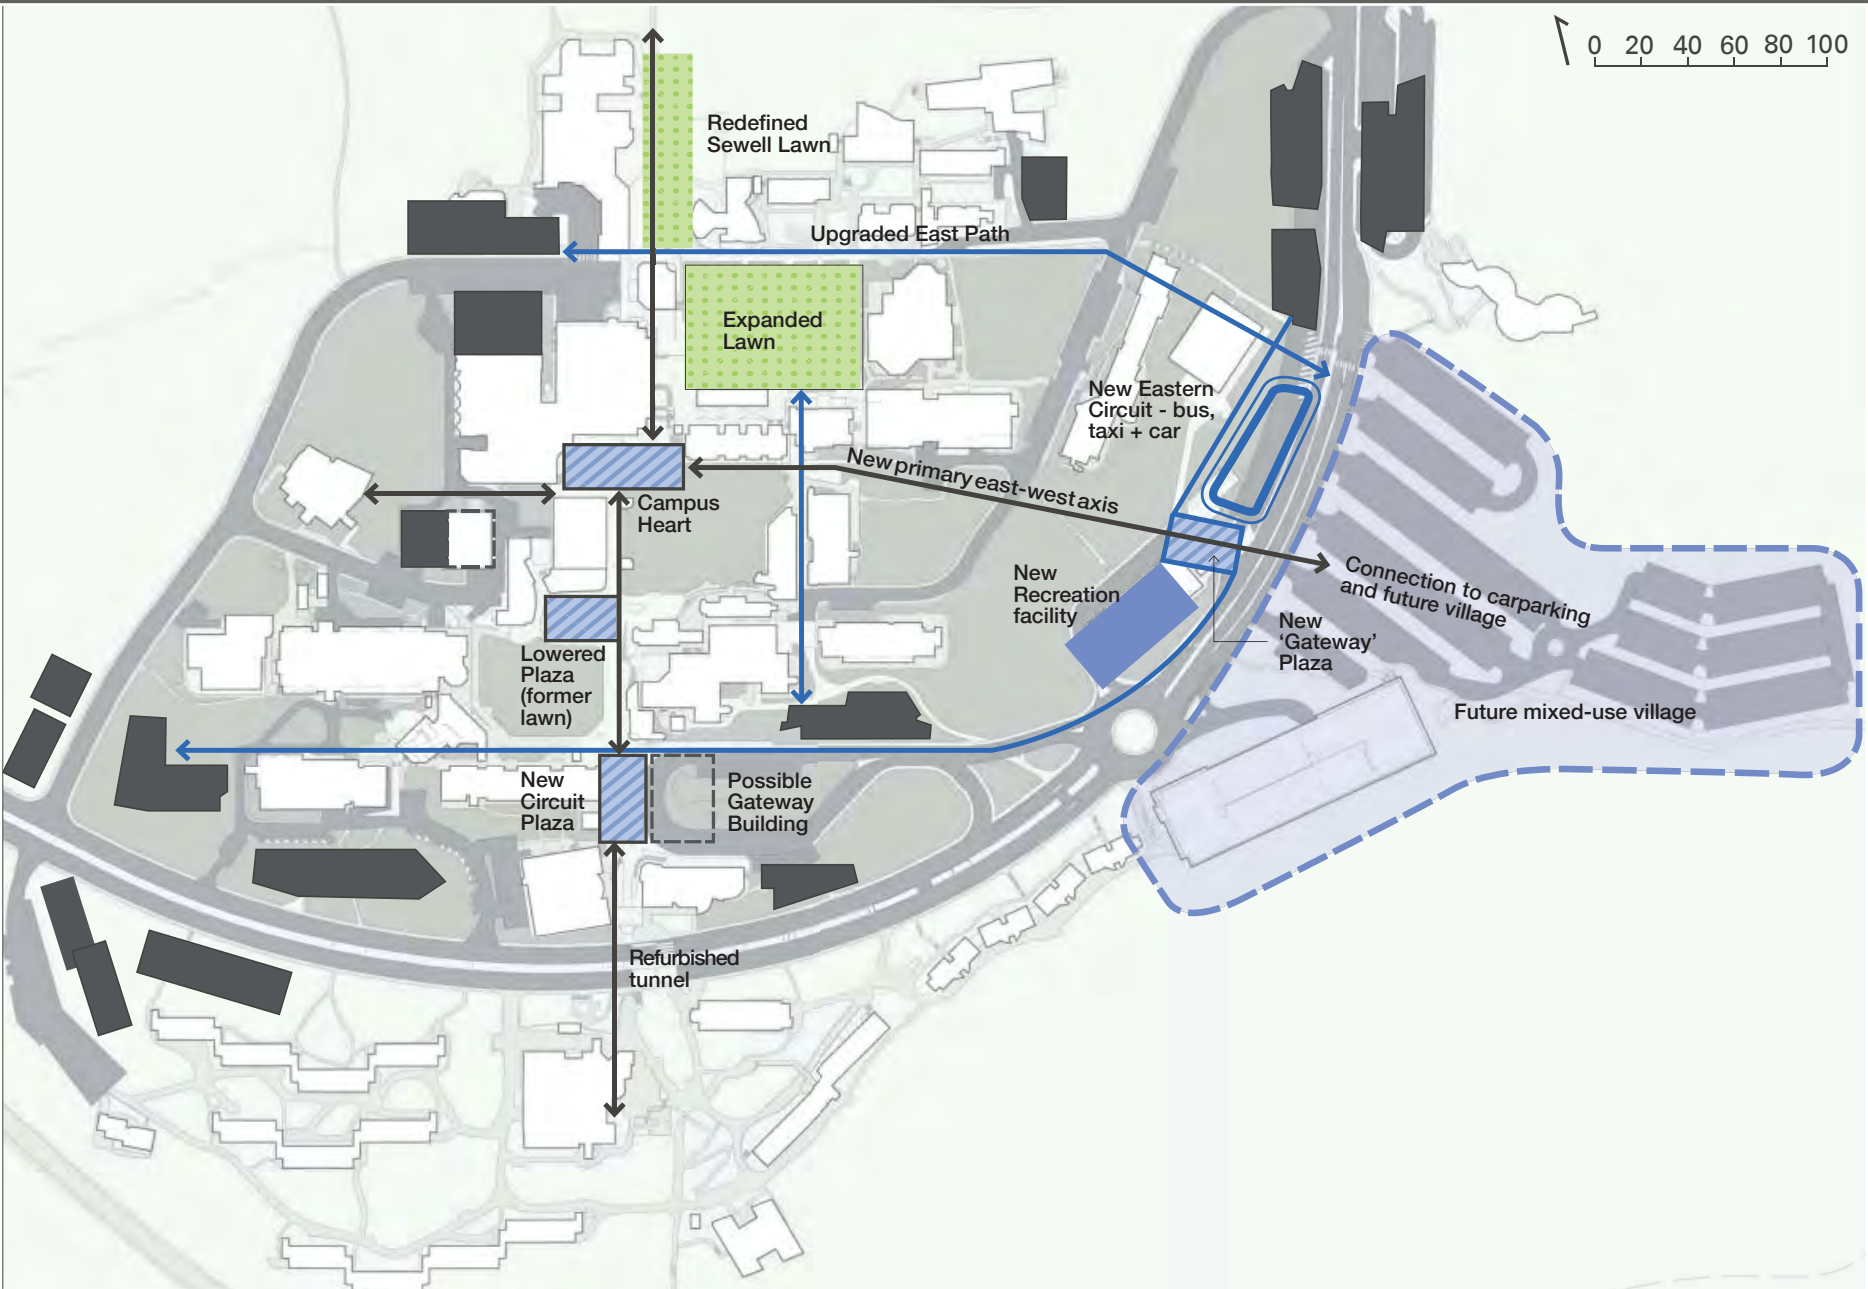 0 20 40 60 80 100
Redefined
Sewell Lawn
Upgraded East Path
Expanded
Lawn
New Eastern
Circuit - bus,
taxi + car
New primary east-west axis
Campus
Heart
Connection to carparking
and future village
New
Recreation
facility
New
‘Gateway’
Plaza
Lowered
Plaza
(former
lawn)
Future mixed-use village
New
Circuit
Plaza
Possible
Gateway
Building
Refurbished
tunnel